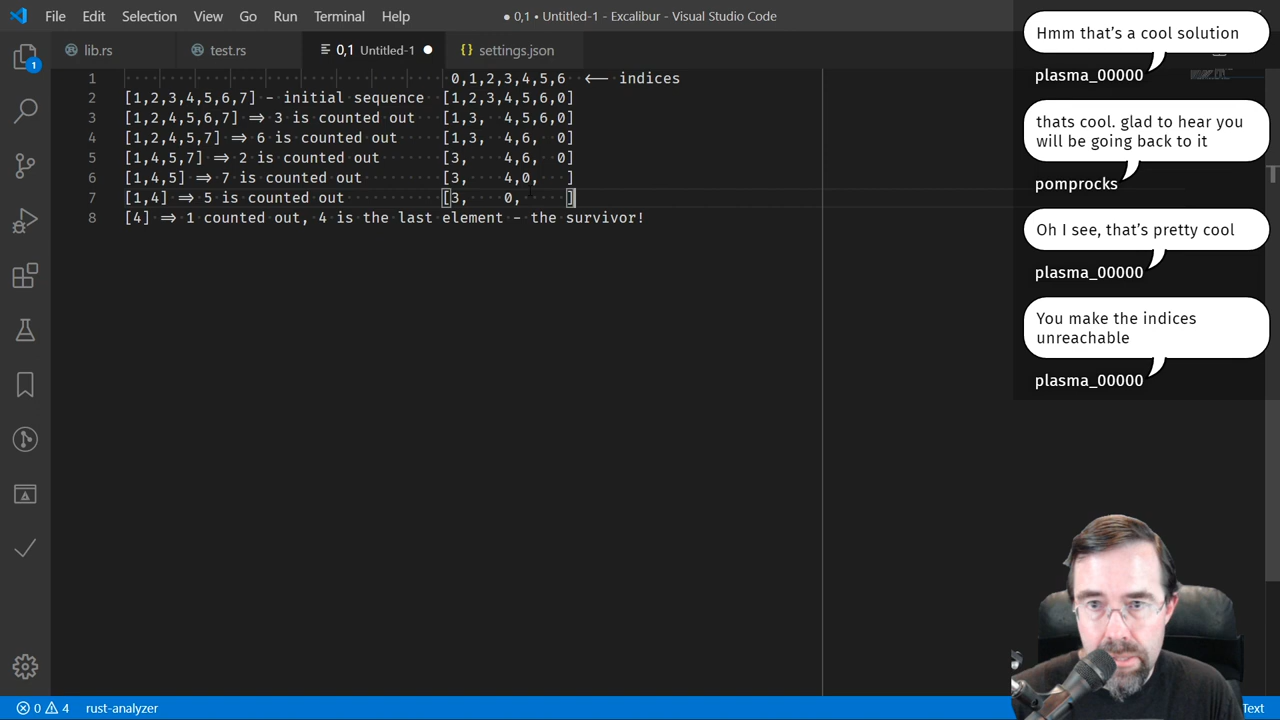 File Edit Selection View Go Run Terminal Help
● 0,1 • Untitled-1 - Excalibur - Visual Studio Code
lib.rs
test.rs
0,1 Untitled-1 ●
{} settings.json
1 0,1,2,3,4,5,6 <— indices
2 [1,2,3,4,5,6,7] - initial sequence [1,2,3,4,5,6,0]
3 [1,2,4,5,6,7] => 3 is counted out [1,3, 4,5,6,0]
4 [1,2,4,5,7] => 6 is counted out [1,3, 4,6, 0]
5 [1,4,5,7] => 2 is counted out [3, 4,6, 0]
6 [1,4,5] => 7 is counted out [3, 4,0, ]
7 [1,4] => 5 is counted out [3, 0, ]
8 [4] => 1 counted out, 4 is the last element - the survivor!
Hmm that's a cool solution
plasma_00000
thats cool. glad to hear you
will be going back to it
pomprocks
Oh I see, that's pretty cool
plasma_00000
You make the indices
unreachable
plasma_00000
1
0 4 rust-analyzer
Text